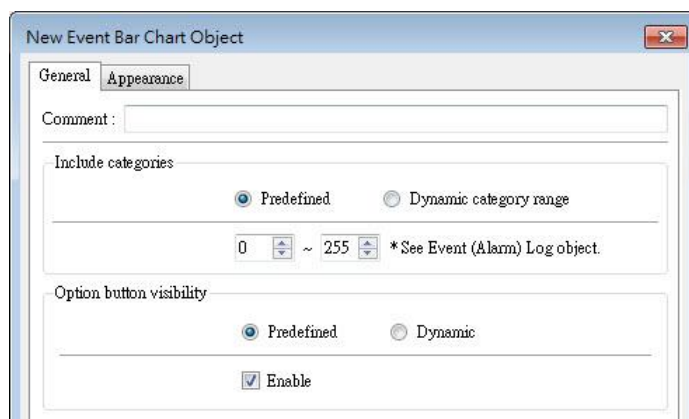 New Event Bar Chart Object
General Appearance
Comment :
Include categories
Predefined Dynamic category range
0 ~ 255 * See Event (Alarm) Log object.
Option button visibility
Predefined Dynamic
Enable